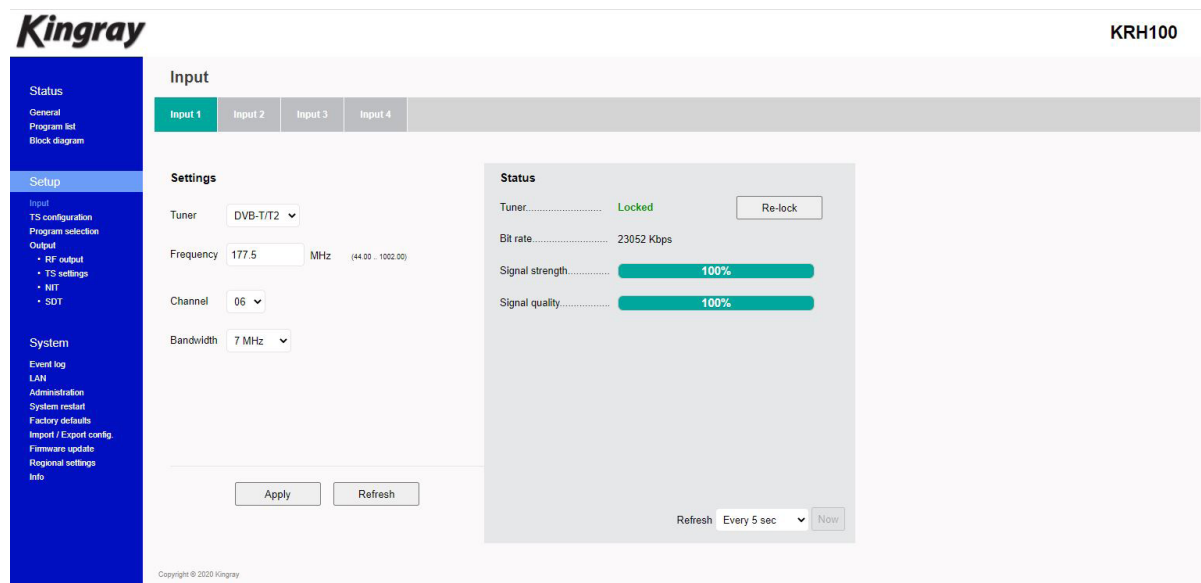 Kingray
KRH100
Status
General
Program list
Block diagram
Setup
Input
TS configuration
Program selection
Output
• RF output
• TS settings
• NIT
• SDT
System
Event log
LAN
Administration
System restart
Factory defaults
Import / Export config.
Firmware update
Regional settings
Info
Input
Input 1 Input 2 Input 3 Input 4
Settings
Tuner DVB-T/T2
Frequency 177.5 MHz (44.00 .. 1002.00)
Channel 06
Bandwidth 7 MHz
Apply Refresh
Status
Tuner.......................... Locked Re-lock
Bit rate.......................... 23052 Kbps
Signal strength.............. 100%
Signal quality................. 100%
Refresh Every 5 sec Now
Copyright © 2020 Kingray